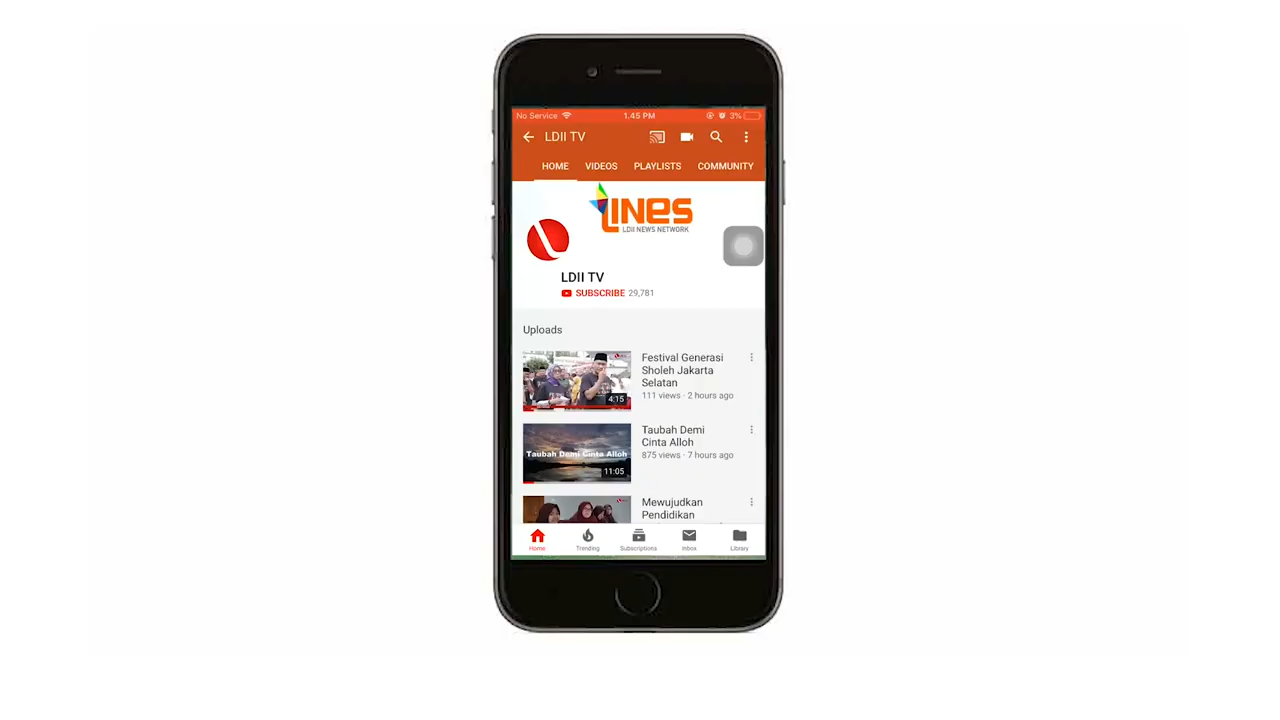 No Service 1.45 PM 3%
LDII TV
HOME VIDEOS PLAYLISTS COMMUNITY
LINES
LDII NEWS NETWORK
LDII TV
SUBSCRIBE 29,781
Uploads
Festival Generasi
Sholeh Jakarta
Selatan
111 views · 2 hours ago
4:15
Taubah Demi
Cinta Alloh
875 views · 7 hours ago
Taubah Demi Cinta Alloh
11:05
Mewujudkan
Pendidikan
Home Trending Subscriptions Inbox Library